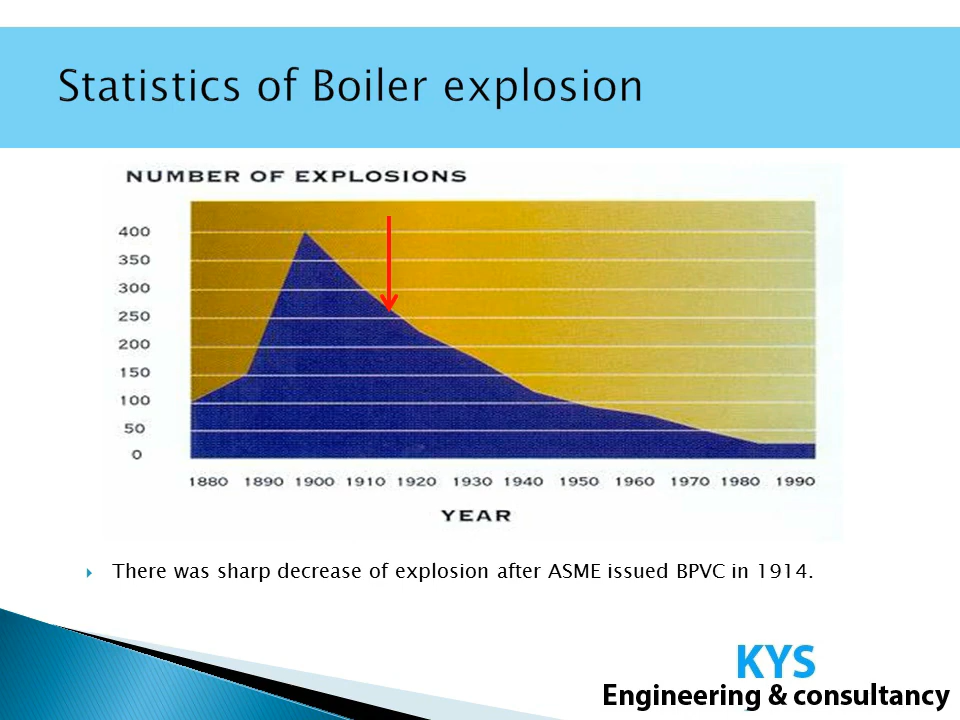 Statistics of Boiler explosion
NUMBER OF EXPLOSIONS
400
350
300
250
200
150
100
50
0
1880 1890 1900 1910 1920 1930 1940 1950 1960 1970 1980 1990
YEAR
There was sharp decrease of explosion after ASME issued BPVC in 1914.
KYS
Engineering & consultancy